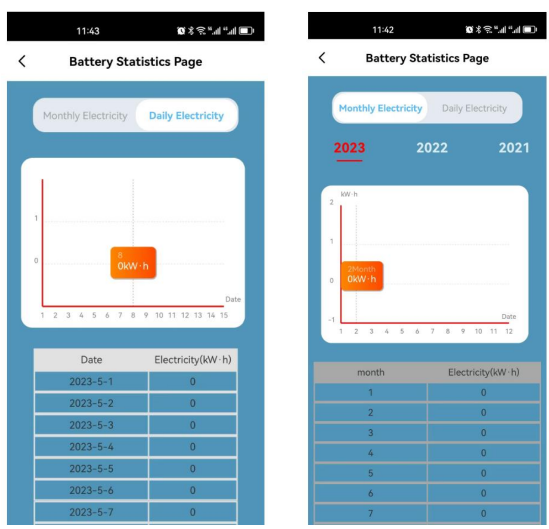 11:43
Battery Statistics Page
Monthly Electricity Daily Electricity
1
0
8
0kW·h
Date
1 2 3 4 5 6 7 8 9 10 11 12 13 14 15
Date Electricity(kW·h)
2023-5-1 0
2023-5-2 0
2023-5-3 0
2023-5-4 0
2023-5-5 0
2023-5-6 0
2023-5-7 0
11:42
Battery Statistics Page
Monthly Electricity Daily Electricity
2023 2022 2021
kW·h
2
1
0
-1
2Month
0kW·h
Date
1 2 3 4 5 6 7 8 9 10 11 12
month Electricity(kW·h)
1 0
2 0
3 0
4 0
5 0
6 0
7 0